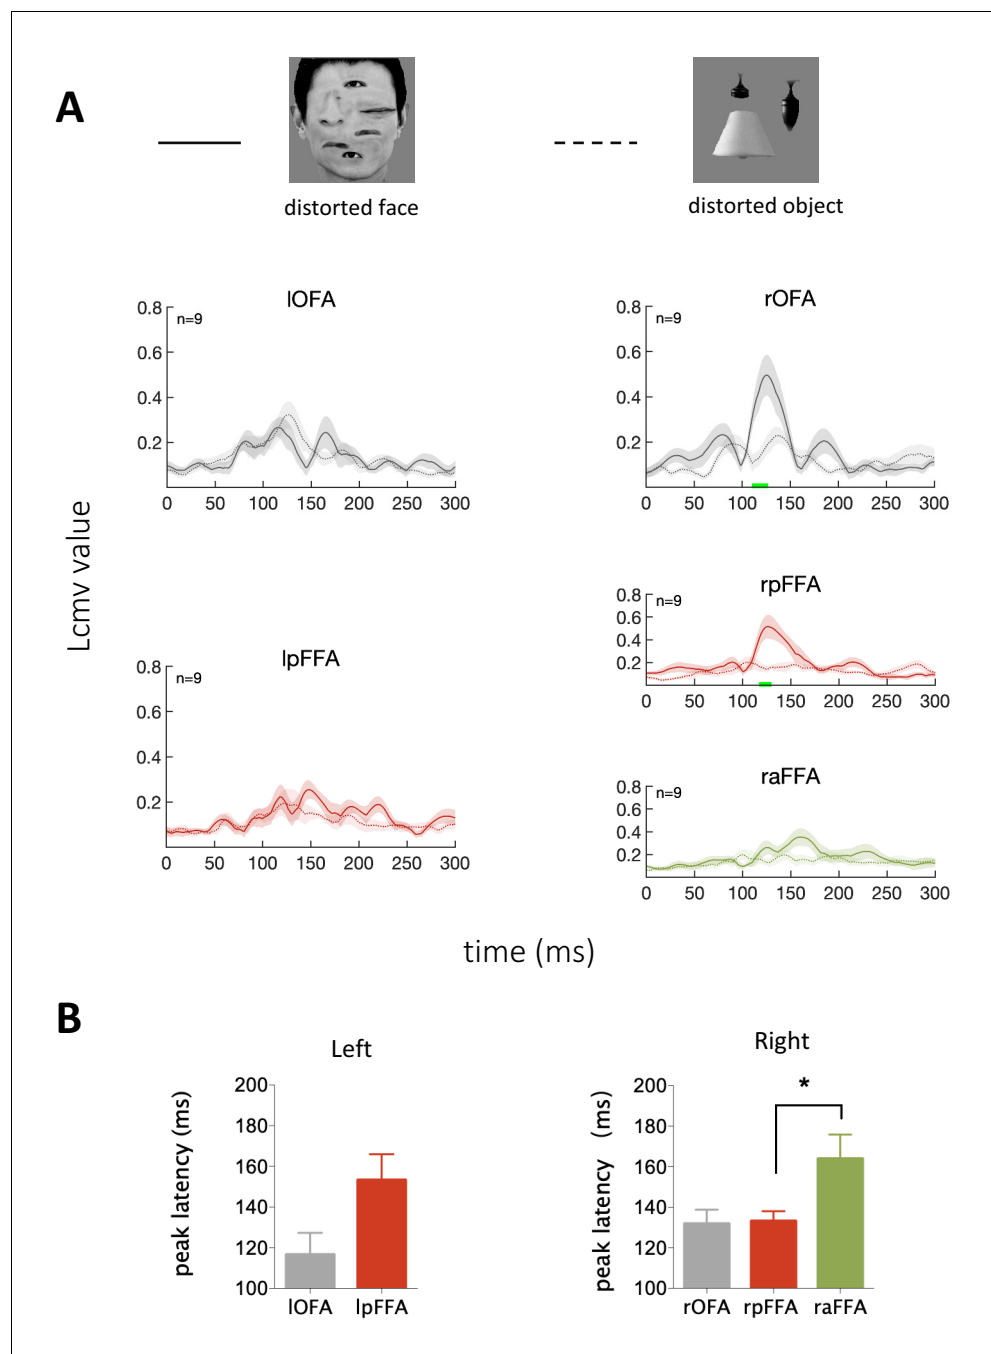 A
distorted face
distorted object
lOFA
0.8
0.6
0.4
0.2
n=9
0 50 100 150 200 250 300
rOFA
0.8
0.6
0.4
0.2
n=9
0 50 100 150 200 250 300
Lcmv value
lpFFA
0.8
0.6
0.4
0.2
n=9
0 50 100 150 200 250 300
rpFFA
0.8
0.6
0.4
0.2
n=9
0 50 100 150 200 250 300
raFFA
0.8
0.6
0.4
0.2
n=9
0 50 100 150 200 250 300
time (ms)
B
Left
peak latency (ms)
200
180
160
140
120
100
lOFA lpFFA
Right
peak latency (ms)
200
180
160
140
120
100
*
rOFA rpFFA raFFA